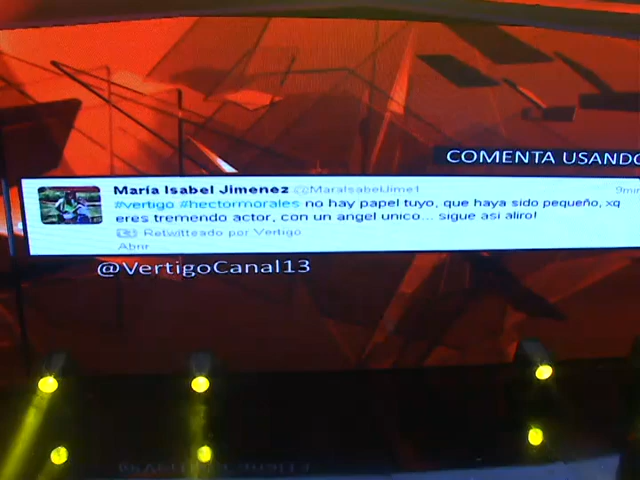 COMENTA USANDO
María Isabel Jimenez @MaraIsabelJime1 9min
#vertigo #hectormorales no hay papel tuyo, que haya sido pequeño, xq
eres tremendo actor, con un angel unico... sigue asi aliro!
Retwitteado por Vertigo
Abrir
@VertigoCanal13